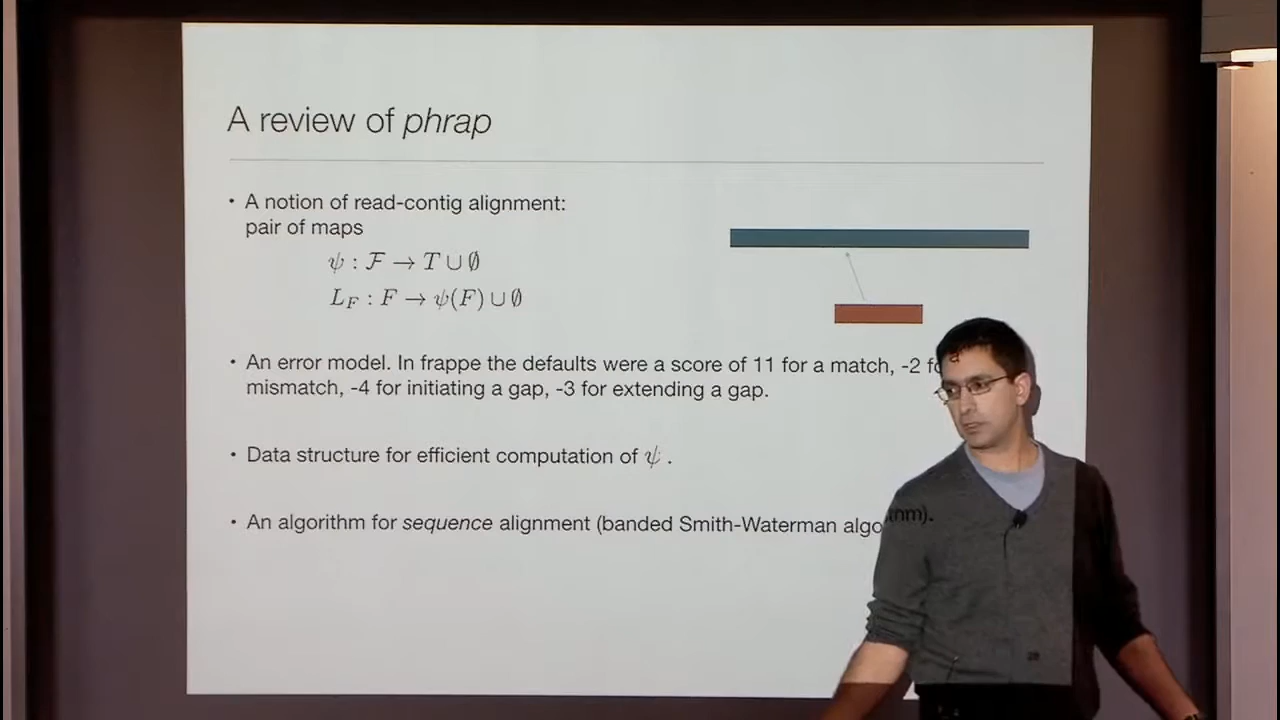 A review of phrap
• A notion of read-contig alignment:
pair of maps
ψ : ℱ → T ∪ ∅
L_F : F → ψ(F) ∪ ∅
• An error model. In frappe the defaults were a score of 11 for a match, -2 fo
mismatch, -4 for initiating a gap, -3 for extending a gap.
• Data structure for efficient computation of ψ .
• An algorithm for sequence alignment (banded Smith-Waterman algorithm).